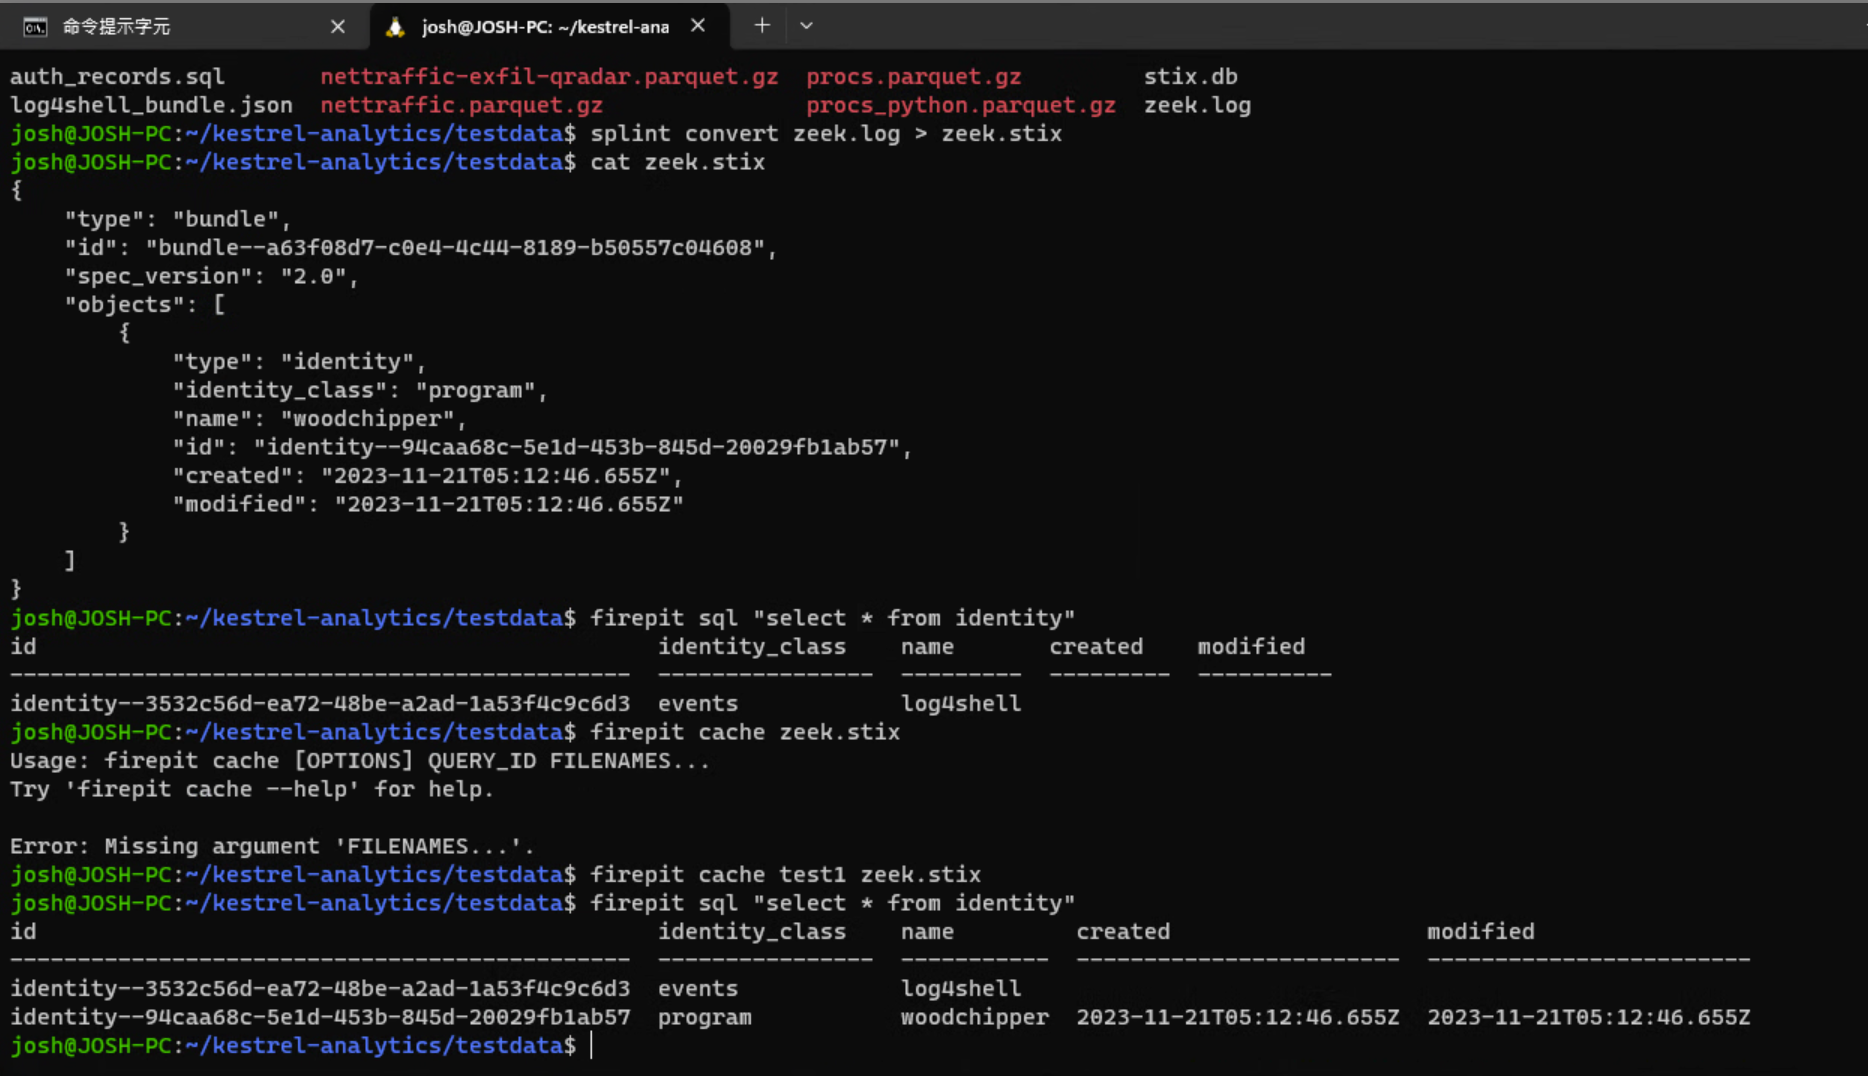 命令提示字元
josh@JOSH-PC: ~/kestrel-ana
auth_records.sql       nettraffic-exfil-qradar.parquet.gz  procs.parquet.gz         stix.db
log4shell_bundle.json  nettraffic.parquet.gz               procs_python.parquet.gz  zeek.log
josh@JOSH-PC:~/kestrel-analytics/testdata$ splint convert zeek.log > zeek.stix
josh@JOSH-PC:~/kestrel-analytics/testdata$ cat zeek.stix
{
    "type": "bundle",
    "id": "bundle--a63f08d7-c0e4-4c44-8189-b50557c04608",
    "spec_version": "2.0",
    "objects": [
        {
            "type": "identity",
            "identity_class": "program",
            "name": "woodchipper",
            "id": "identity--94caa68c-5e1d-453b-845d-20029fb1ab57",
            "created": "2023-11-21T05:12:46.655Z",
            "modified": "2023-11-21T05:12:46.655Z"
        }
    ]
}
josh@JOSH-PC:~/kestrel-analytics/testdata$ firepit sql "select * from identity"
id                                              identity_class    name       created    modified
----------------------------------------------  ----------------  ---------  ---------  ----------
identity--3532c56d-ea72-48be-a2ad-1a53f4c9c6d3  events            log4shell
josh@JOSH-PC:~/kestrel-analytics/testdata$ firepit cache zeek.stix
Usage: firepit cache [OPTIONS] QUERY_ID FILENAMES...
Try 'firepit cache --help' for help.
Error: Missing argument 'FILENAMES...'.
josh@JOSH-PC:~/kestrel-analytics/testdata$ firepit cache test1 zeek.stix
josh@JOSH-PC:~/kestrel-analytics/testdata$ firepit sql "select * from identity"
id                                              identity_class    name         created                   modified
----------------------------------------------  ----------------  -----------  ------------------------  ------------------------
identity--3532c56d-ea72-48be-a2ad-1a53f4c9c6d3  events            log4shell
identity--94caa68c-5e1d-453b-845d-20029fb1ab57  program           woodchipper  2023-11-21T05:12:46.655Z  2023-11-21T05:12:46.655Z
josh@JOSH-PC:~/kestrel-analytics/testdata$